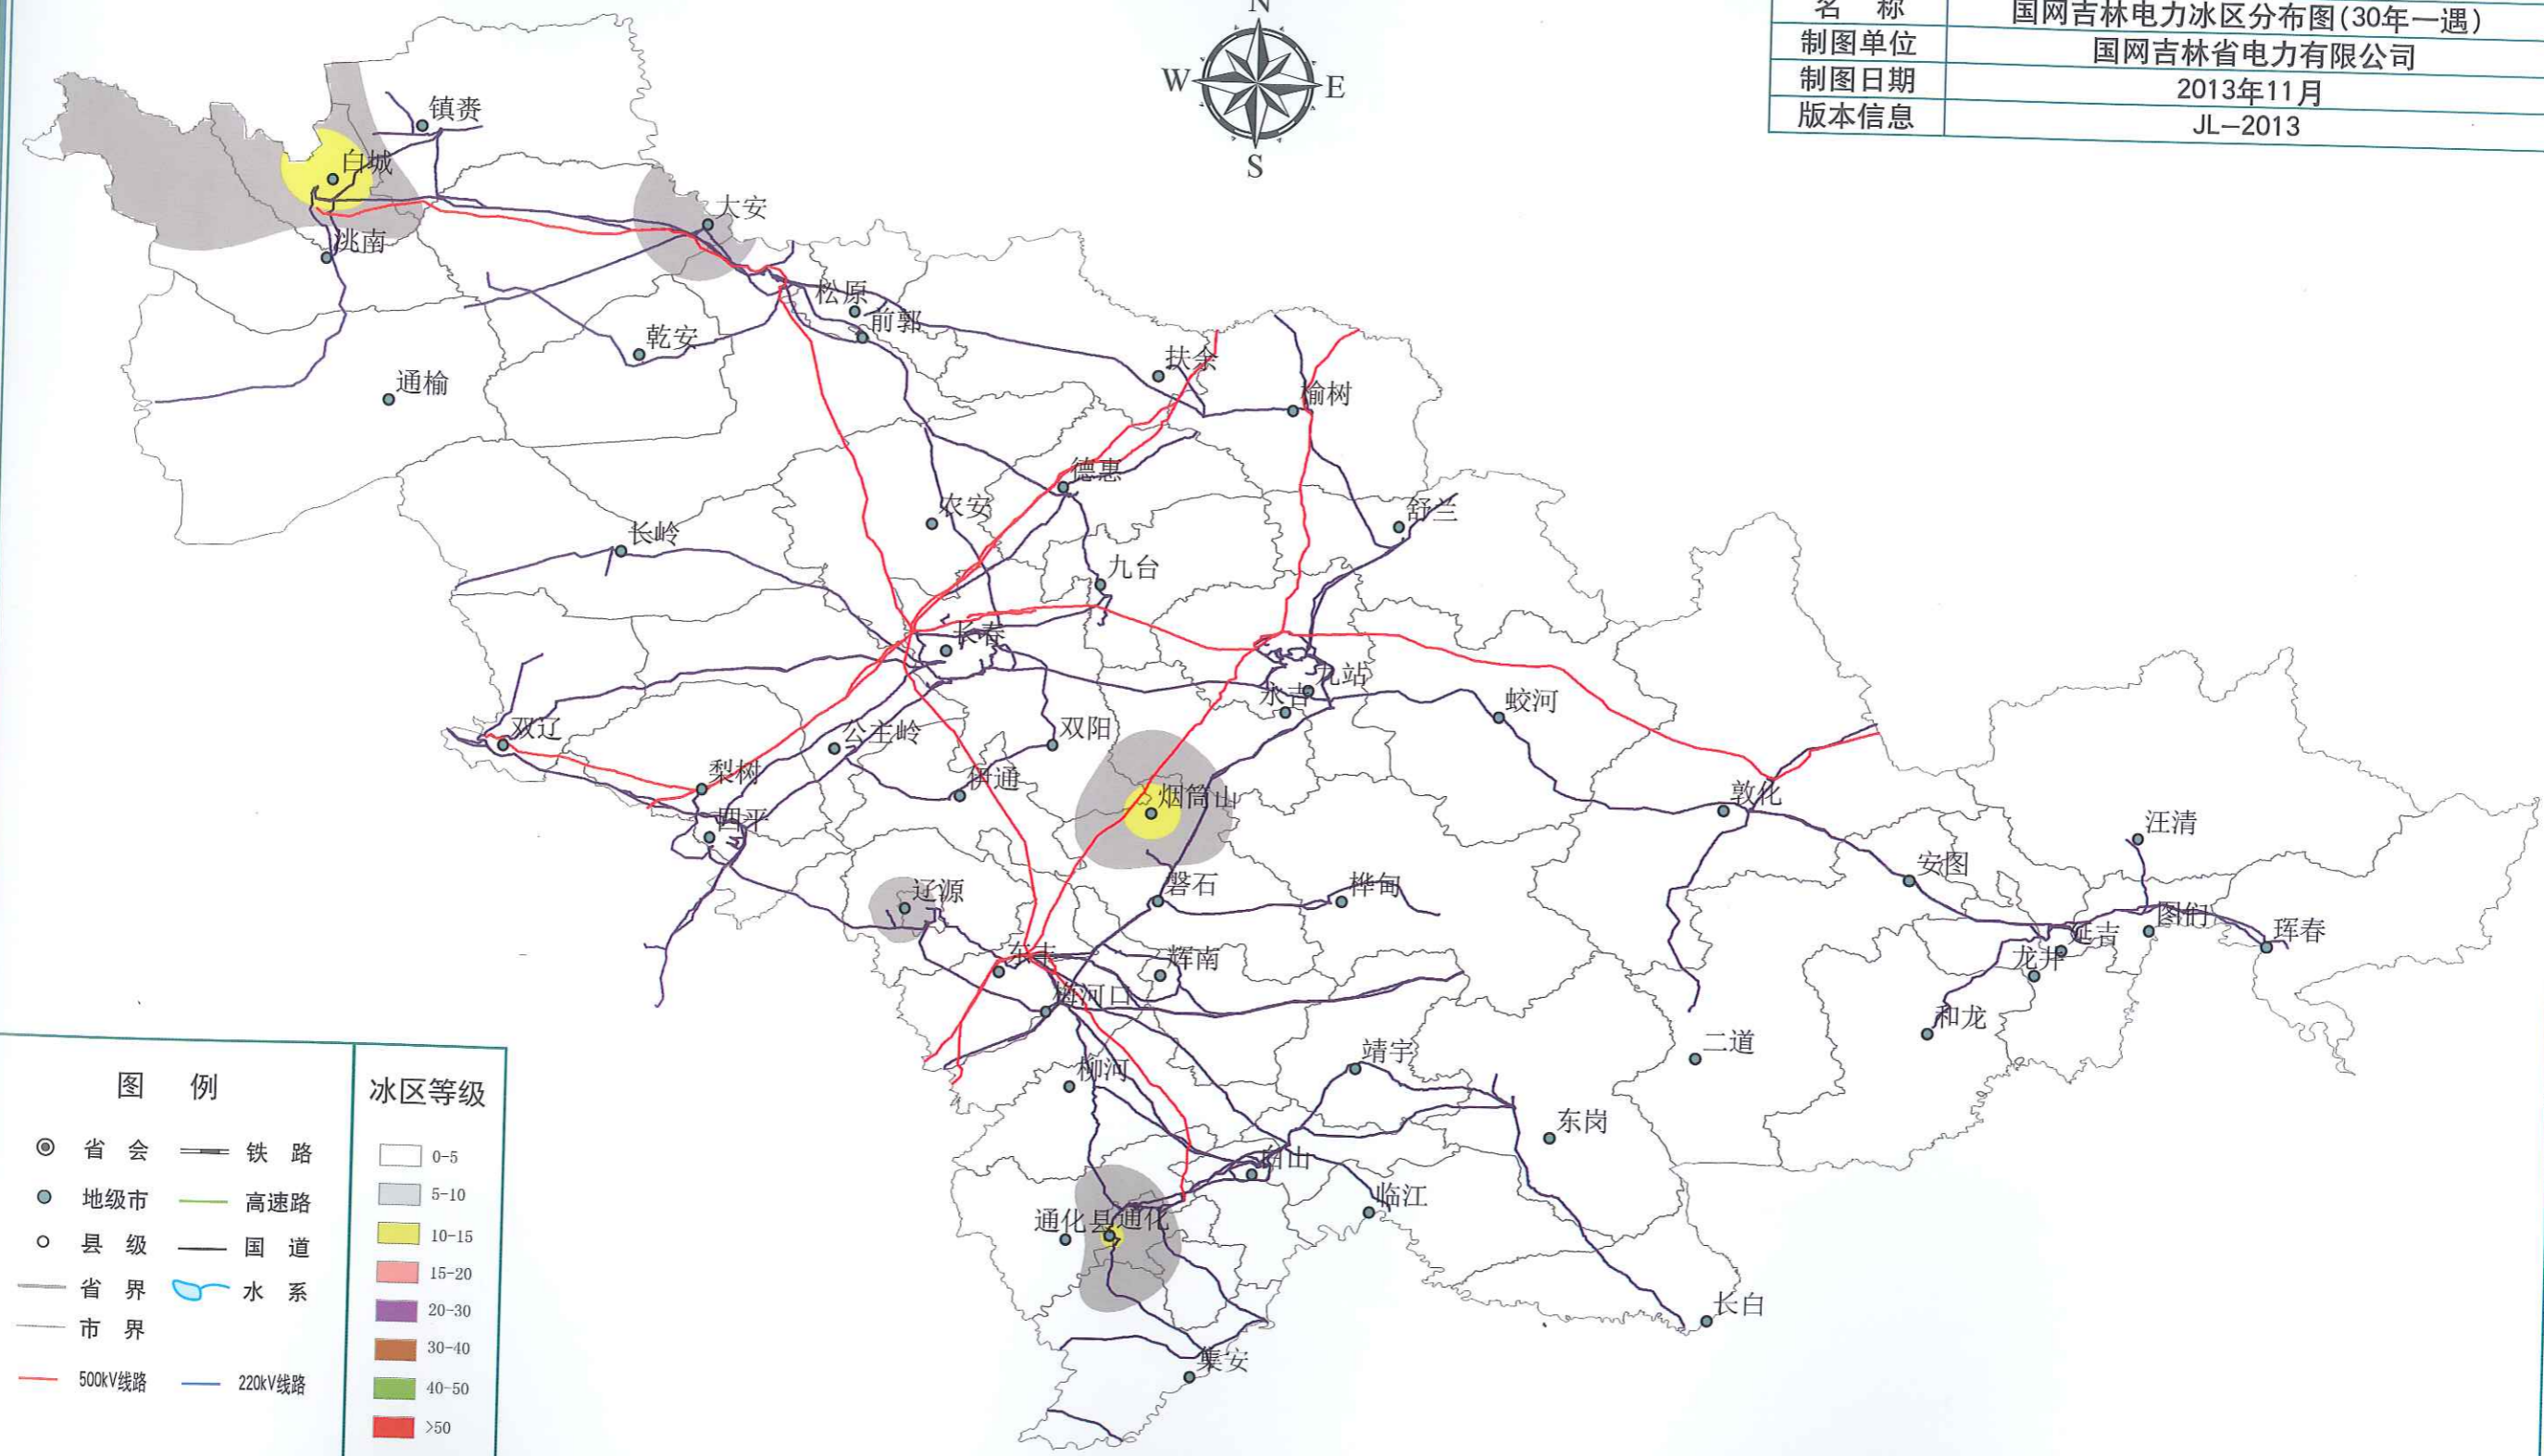 N
W
E
S
名 称 国网吉林电力冰区分布图(30年一遇)
制图单位 国网吉林省电力有限公司
制图日期 2013年11月
版本信息 JL—2013
镇赉
白城
大安
洮南
松原
前郭
乾安
扶余
通榆
榆树
德惠
农安
舒兰
长岭
九台
长春
九站
永吉
蛟河
双辽
公主岭
双阳
梨树
伊通
烟筒山
敦化
四平
汪清
安图
辽源
磐石
桦甸
图们
延吉
珲春
东丰
辉南
龙井
梅河口
和龙
二道
靖宇
柳河
东岗
白山
临江
通化县
通化
长白
集安
图 例
省 会
铁 路
地级市
高速路
县 级
国 道
省 界
水 系
市 界
500kV线路
220kV线路
冰区等级
0-5
5-10
10-15
15-20
20-30
30-40
40-50
>50